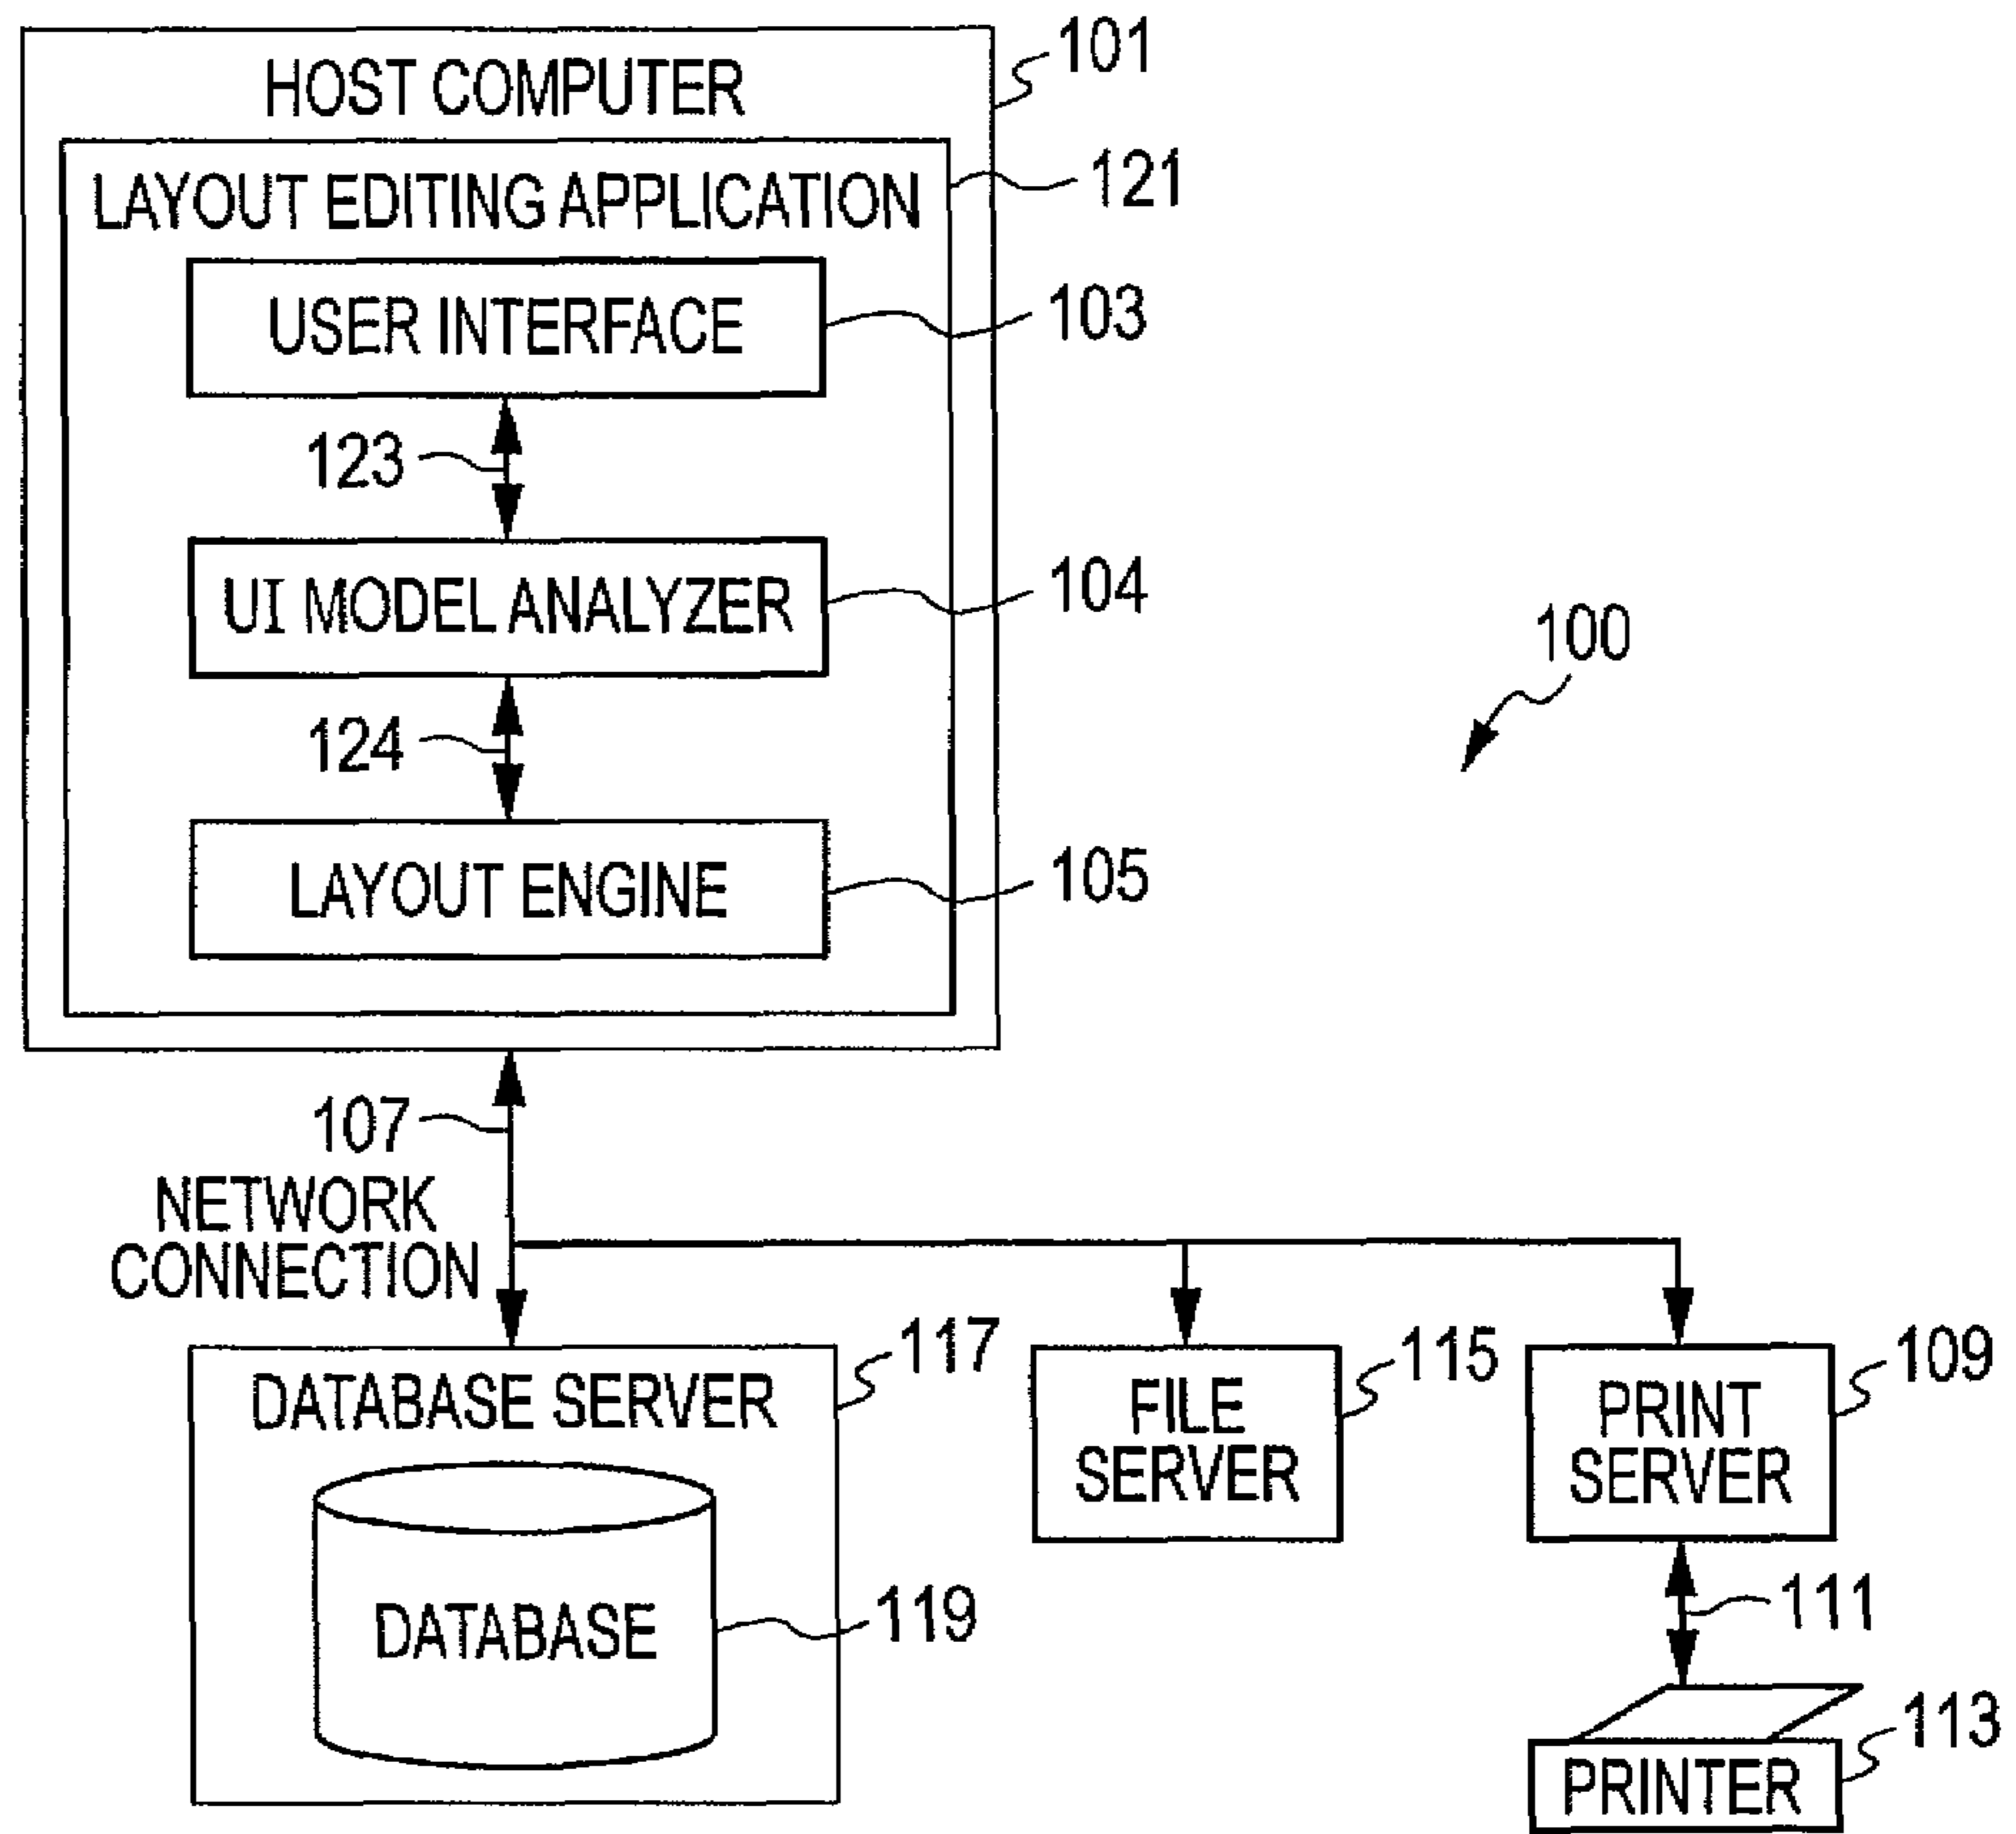 HOST COMPUTER
101
LAYOUT EDITING APPLICATION
121
USER INTERFACE
103
123
UI MODEL ANALYZER
104
100
124
LAYOUT ENGINE
105
107
NETWORK
CONNECTION
DATABASE SERVER
117
FILE
SERVER
115
PRINT
SERVER
109
DATABASE
119
111
113
PRINTER